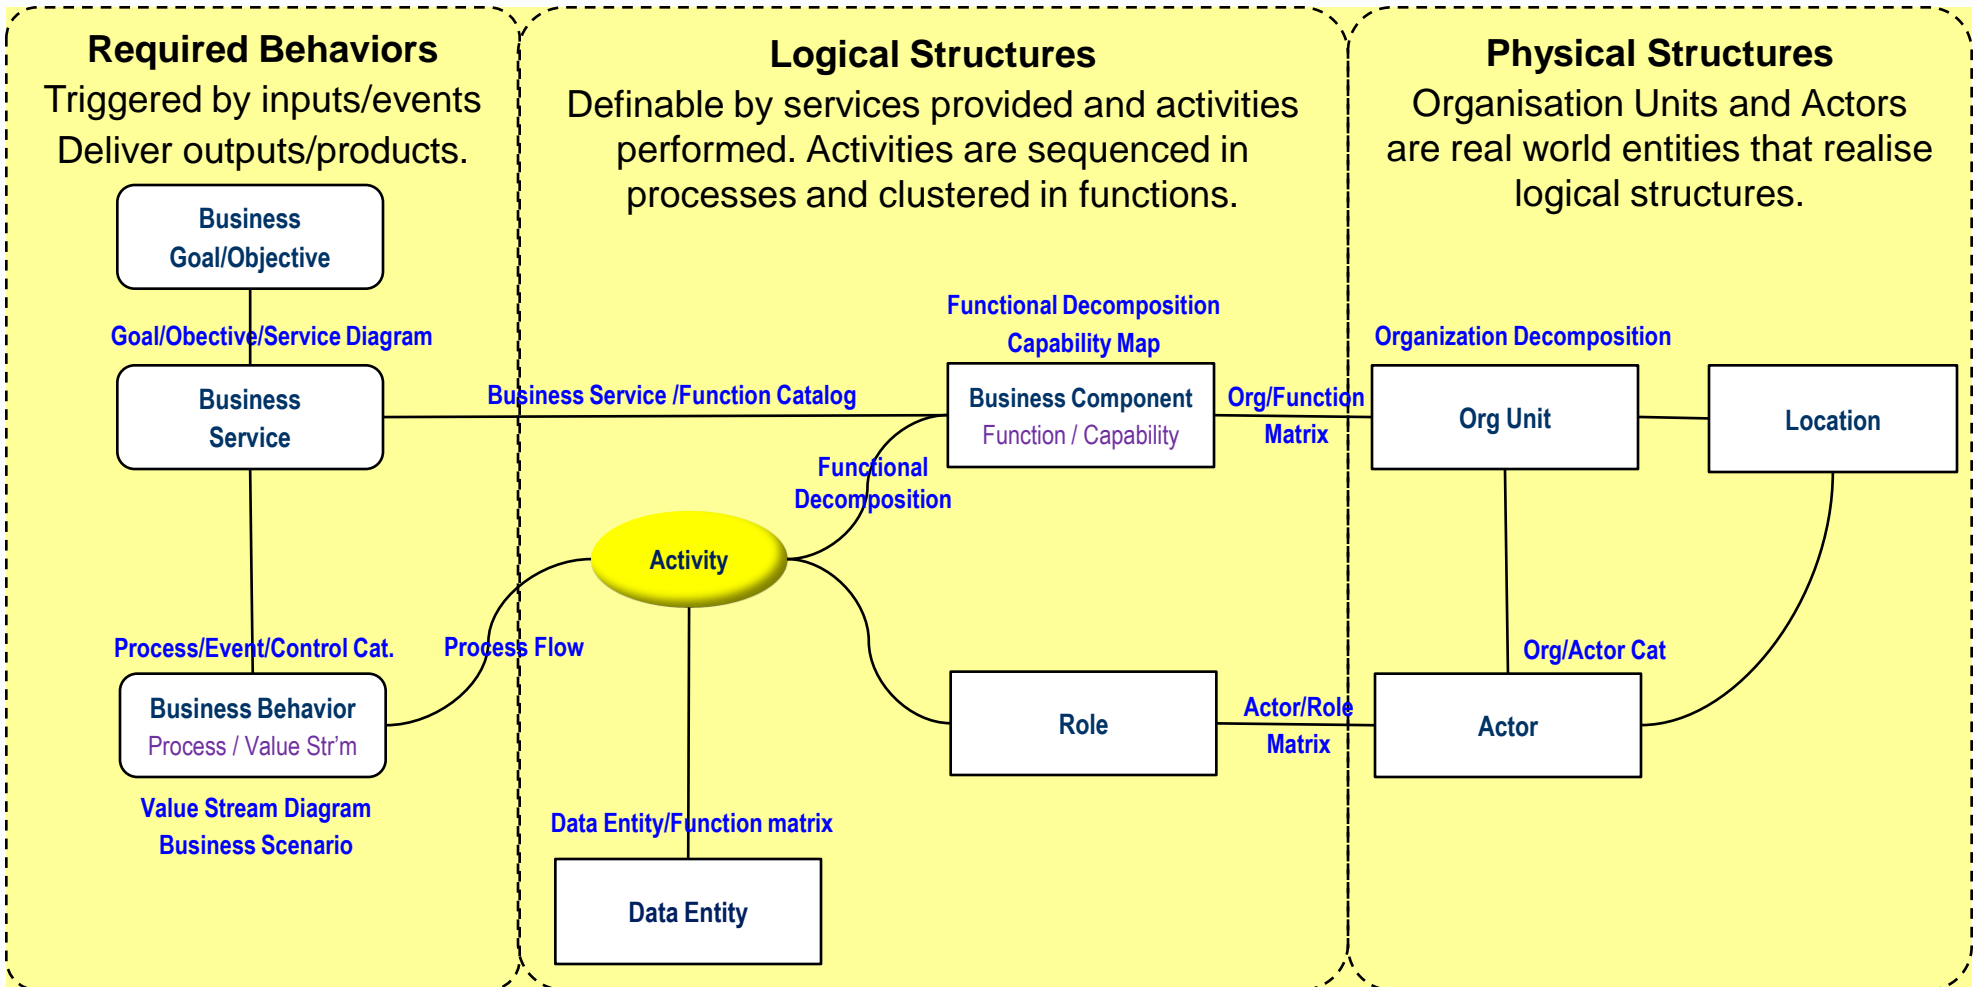 Required Behaviors
Triggered by inputs/events
Deliver outputs/products.
Business
Goal/Objective
Goal/Obective/Service Diagram
Business
Service
Process/Event/Control Cat.
Business Behavior
Process / Value Str’m
Value Stream Diagram
Business Scenario
Logical Structures
Definable by services provided and activities
performed. Activities are sequenced in
processes and clustered in functions.
Functional Decomposition
Capability Map
Business Service /Function Catalog
Business Component
Function / Capability
Functional
Decomposition
Activity
Process Flow
Role
Data Entity/Function matrix
Data Entity
Org/Function
Matrix
Actor/Role
Matrix
Physical Structures
Organisation Units and Actors
are real world entities that realise
logical structures.
Organization Decomposition
Org Unit
Location
Org/Actor Cat
Actor